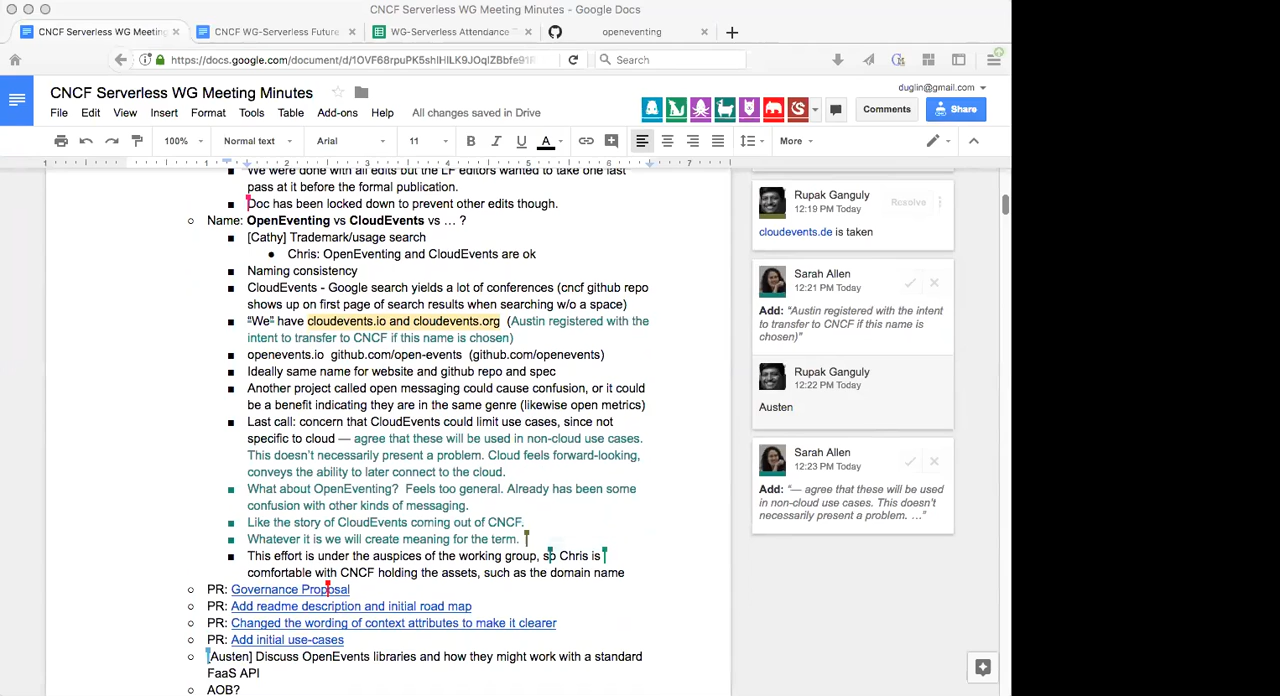 CNCF Serverless WG Meeting Minutes - Google Docs
CNCF Serverless WG Meeting
CNCF WG-Serverless Future
WG-Serverless Attendance
openeventing
Search
CNCF Serverless WG Meeting Minutes
duglin@gmail.com
File Edit View Insert Format Tools Table Add-ons Help All changes saved in Drive
Comments
Share
100% Normal text Arial 11 B I U A More
1 1 2 3 4 5 6 7
We were done with all edits but the LF editors wanted to take one last
pass at it before the formal publication.
Doc has been locked down to prevent other edits though.
Name: OpenEventing vs CloudEvents vs … ?
[Cathy] Trademark/usage search
Chris: OpenEventing and CloudEvents are ok
Naming consistency
CloudEvents - Google search yields a lot of conferences (cncf github repo
shows up on first page of search results when searching w/o a space)
"We" have cloudevents.io and cloudevents.org (Austin registered with the
intent to transfer to CNCF if this name is chosen)
openevents.io github.com/open-events (github.com/openevents)
Ideally same name for website and github repo and spec
Another project called open messaging could cause confusion, or it could
be a benefit indicating they are in the same genre (likewise open metrics)
Last call: concern that CloudEvents could limit use cases, since not
specific to cloud — agree that these will be used in non-cloud use cases.
This doesn't necessarily present a problem. Cloud feels forward-looking,
conveys the ability to later connect to the cloud.
What about OpenEventing? Feels too general. Already has been some
confusion with other kinds of messaging.
Like the story of CloudEvents coming out of CNCF.
Whatever it is we will create meaning for the term.
This effort is under the auspices of the working group, so Chris is
comfortable with CNCF holding the assets, such as the domain name
PR: Governance Proposal
PR: Add readme description and initial road map
PR: Changed the wording of context attributes to make it clearer
PR: Add initial use-cases
[Austen] Discuss OpenEvents libraries and how they might work with a standard
FaaS API
AOB?
Rupak Ganguly
12:19 PM Today
Resolve
cloudevents.de is taken
Sarah Allen
12:21 PM Today
Add: "Austin registered with the
intent to transfer to CNCF if this name is
chosen)"
Rupak Ganguly
12:22 PM Today
Austen
Sarah Allen
12:23 PM Today
Add: "— agree that these will be used
in non-cloud use cases. This doesn't
necessarily present a problem. …"